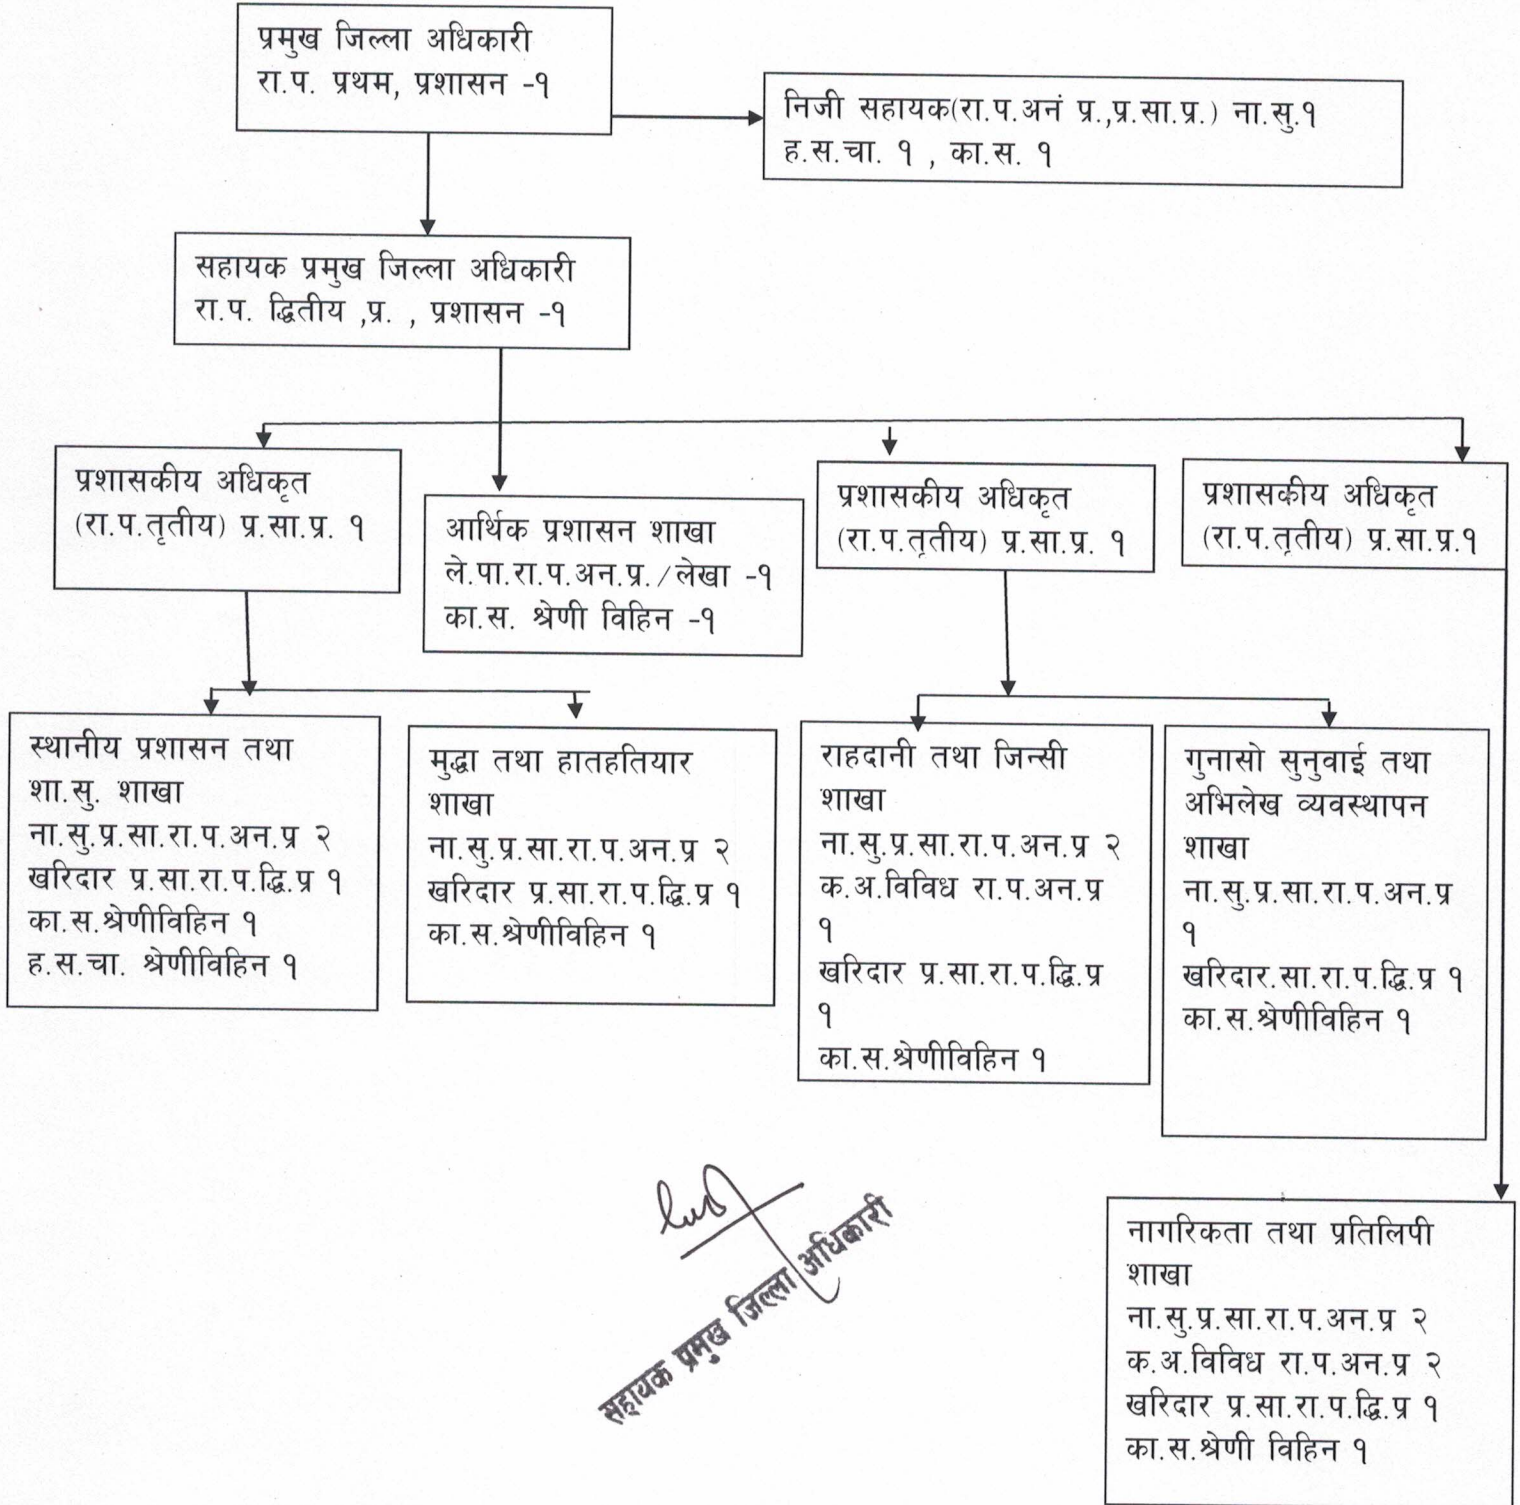 प्रमुख जिल्ला अधिकारी
रा.प. प्रथम, प्रशासन -१
निजी सहायक(रा.प.अनं प्र.,प्र.सा.प्र.) ना.सु.१
ह.स.चा. १ , का.स. १
सहायक प्रमुख जिल्ला अधिकारी
रा.प. द्धितीय ,प्र. , प्रशासन -१
प्रशासकीय अधिकृत
(रा.प.तृतीय) प्र.सा.प्र. १
आर्थिक प्रशासन शाखा
ले.पा.रा.प.अन.प्र./लेखा -१
का.स. श्रेणी विहिन -१
प्रशासकीय अधिकृत
(रा.प.तृतीय) प्र.सा.प्र. १
प्रशासकीय अधिकृत
(रा.प.तृतीय) प्र.सा.प्र.१
स्थानीय प्रशासन तथा
शा.सु. शाखा
ना.सु.प्र.सा.रा.प.अन.प्र २
खरिदार प्र.सा.रा.प.द्धि.प्र १
का.स.श्रेणीविहिन १
ह.स.चा. श्रेणीविहिन १
मुद्धा तथा हातहतियार
शाखा
ना.सु.प्र.सा.रा.प.अन.प्र २
खरिदार प्र.सा.रा.प.द्धि.प्र १
का.स.श्रेणीविहिन १
राहदानी तथा जिन्सी
शाखा
ना.सु.प्र.सा.रा.प.अन.प्र २
क.अ.विविध रा.प.अन.प्र
१
खरिदार प्र.सा.रा.प.द्धि.प्र
१
का.स.श्रेणीविहिन १
गुनासो सुनुवाई तथा
अभिलेख व्यवस्थापन
शाखा
ना.सु.प्र.सा.रा.प.अन.प्र
१
खरिदार.सा.रा.प.द्धि.प्र १
का.स.श्रेणीविहिन १
नागरिकता तथा प्रतिलिपी
शाखा
ना.सु.प्र.सा.रा.प.अन.प्र २
क.अ.विविध रा.प.अन.प्र २
खरिदार प्र.सा.रा.प.द्धि.प्र १
का.स.श्रेणी विहिन १
सहायक प्रमुख जिल्ला अधिकारी